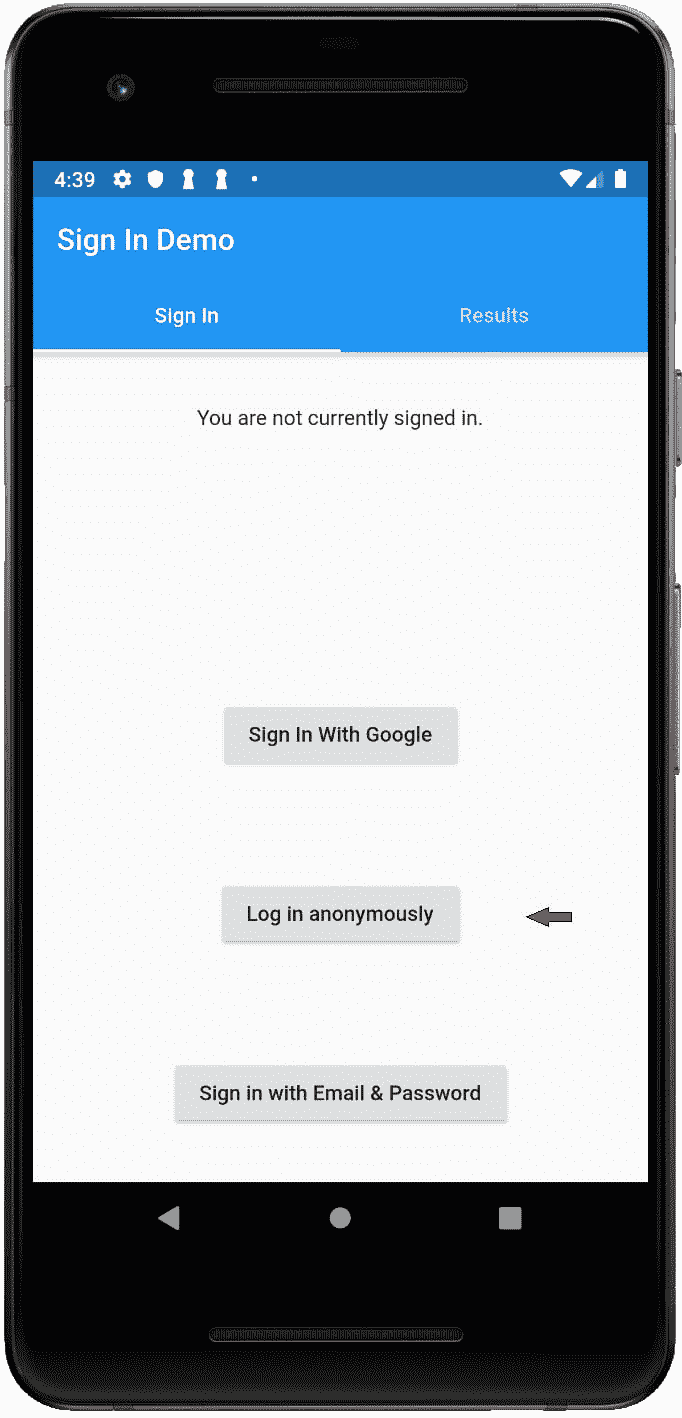 4:39
Sign In Demo
Sign In
Results
You are not currently signed in.
Sign In With Google
Log in anonymously
Sign in with Email & Password